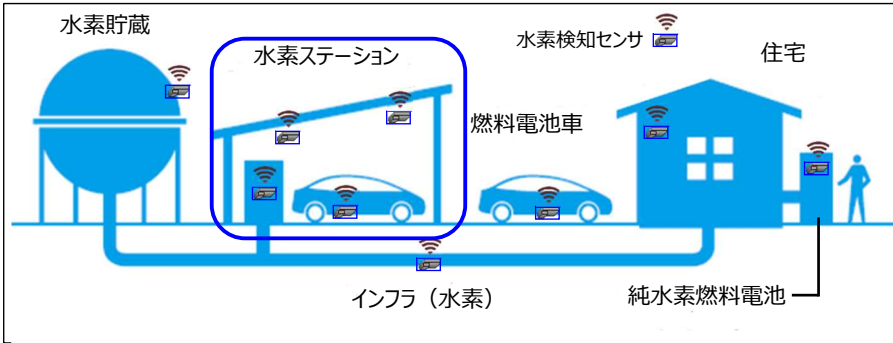 水素貯蔵
水素ステーション
水素検知センサ
住宅
燃料電池車
インフラ（水素）
純水素燃料電池